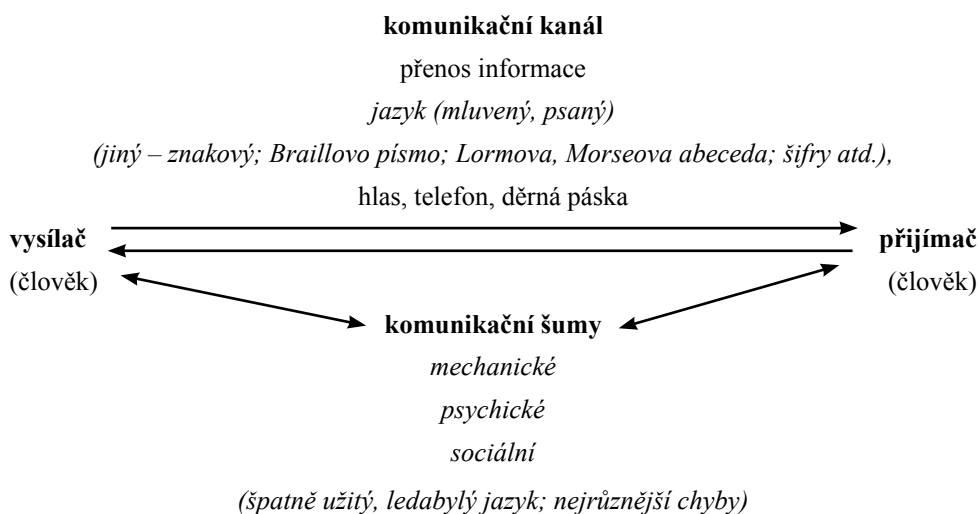 komunikační kanál
přenos informace
jazyk (mluvený, psaný)
(jiný – znakový; Braillovo písmo; Lormova, Morseova abeceda; šifry atd.),
hlas, telefon, děrná páska
vysílač
(člověk)
přijímač
(člověk)
komunikační šumy
mechanické
psychické
sociální
(špatně užitý, ledabylý jazyk; nejrůznější chyby)